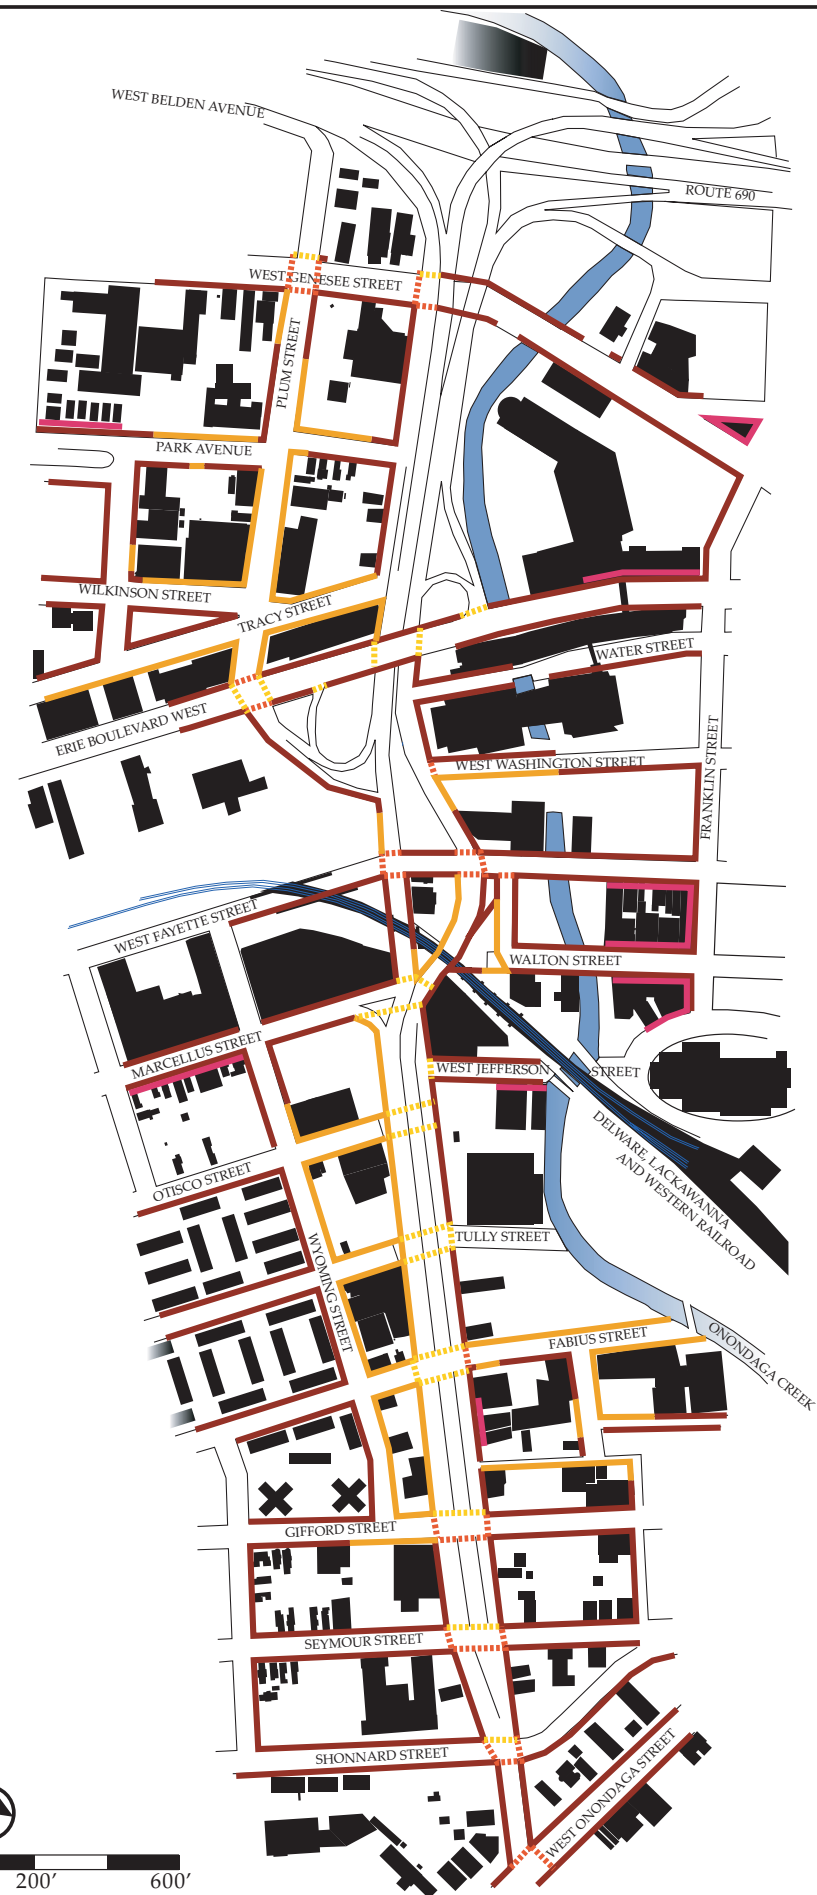 WEST BELDEN AVENUE
ROUTE 690
WEST GENESEE STREET
PLUM STREET
PARK AVENUE
WILKINSON STREET
TRACY STREET
WATER STREET
ERIE BOULEVARD WEST
FRANKLIN STREET
WEST WASHINGTON STREET
WEST FAYETTE STREET
WALTON STREET
MARCELLUS STREET
WEST JEFFERSON
STREET
DELWARE, LACKAWANNA
AND WESTERN RAILROAD
OTISCO STREET
WYOMING STREET
TULLY STREET
FABIUS STREET
ONONDAGA CREEK
GIFFORD STREET
SEYMOUR STREET
SHONNARD STREET
WEST ONONDAGA STREET
200' 600'